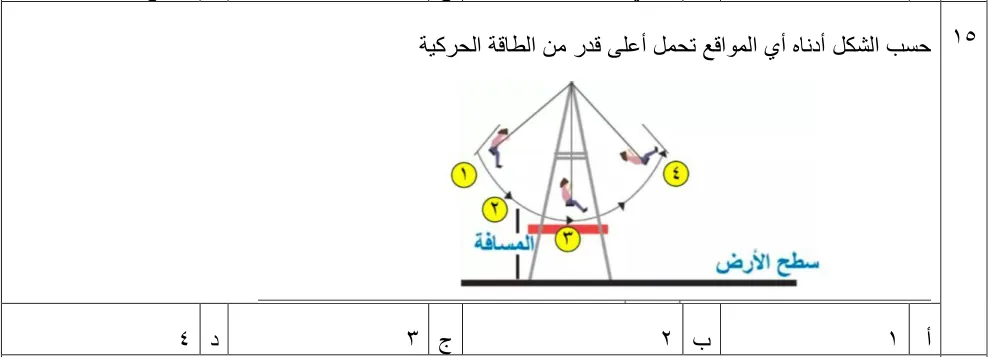 ١٥
حسب الشكل أدناه أي المواقع تحمل أعلى قدر من الطاقة الحركية
١
٤
٢
٣
المسافة
سطح الأرض
أ ١ ب ٢ ج ٣ د ٤